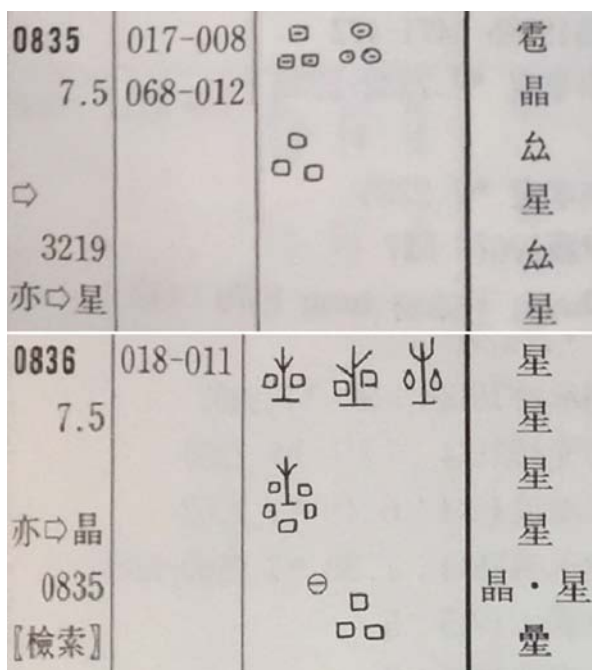 0835 017-008 雹
7.5 068-012 晶
厽
⇨ 星
3219 厽
亦⇨星 星
0836 018-011 星
7.5 星
星
亦⇨晶 星
0835 晶・星
〖檢索〗 曐